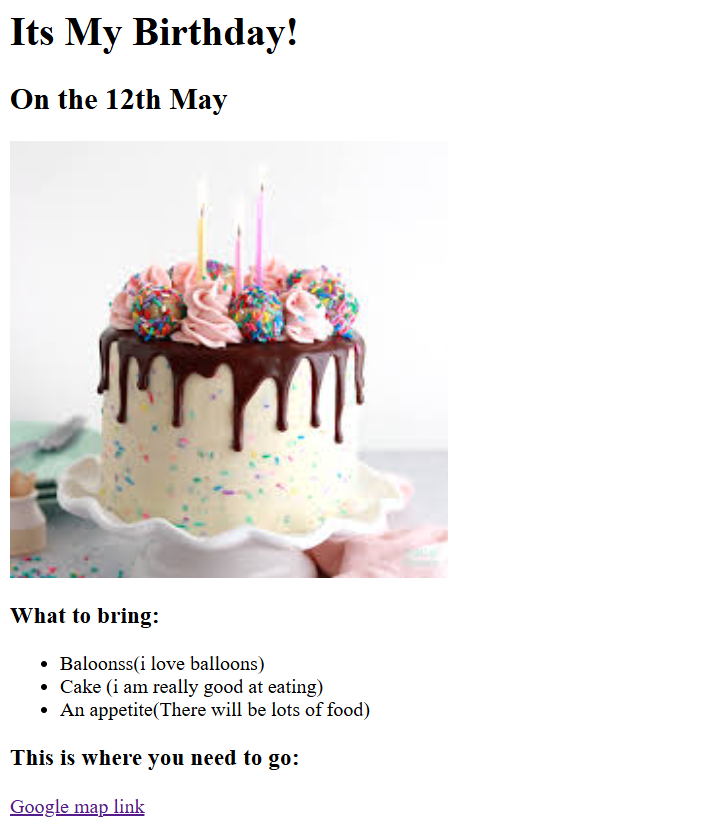 Its My Birthday!
On the 12th May
What to bring:
Baloonss(i love balloons)
Cake (i am really good at eating)
An appetite(There will be lots of food)
This is where you need to go:
Google map link